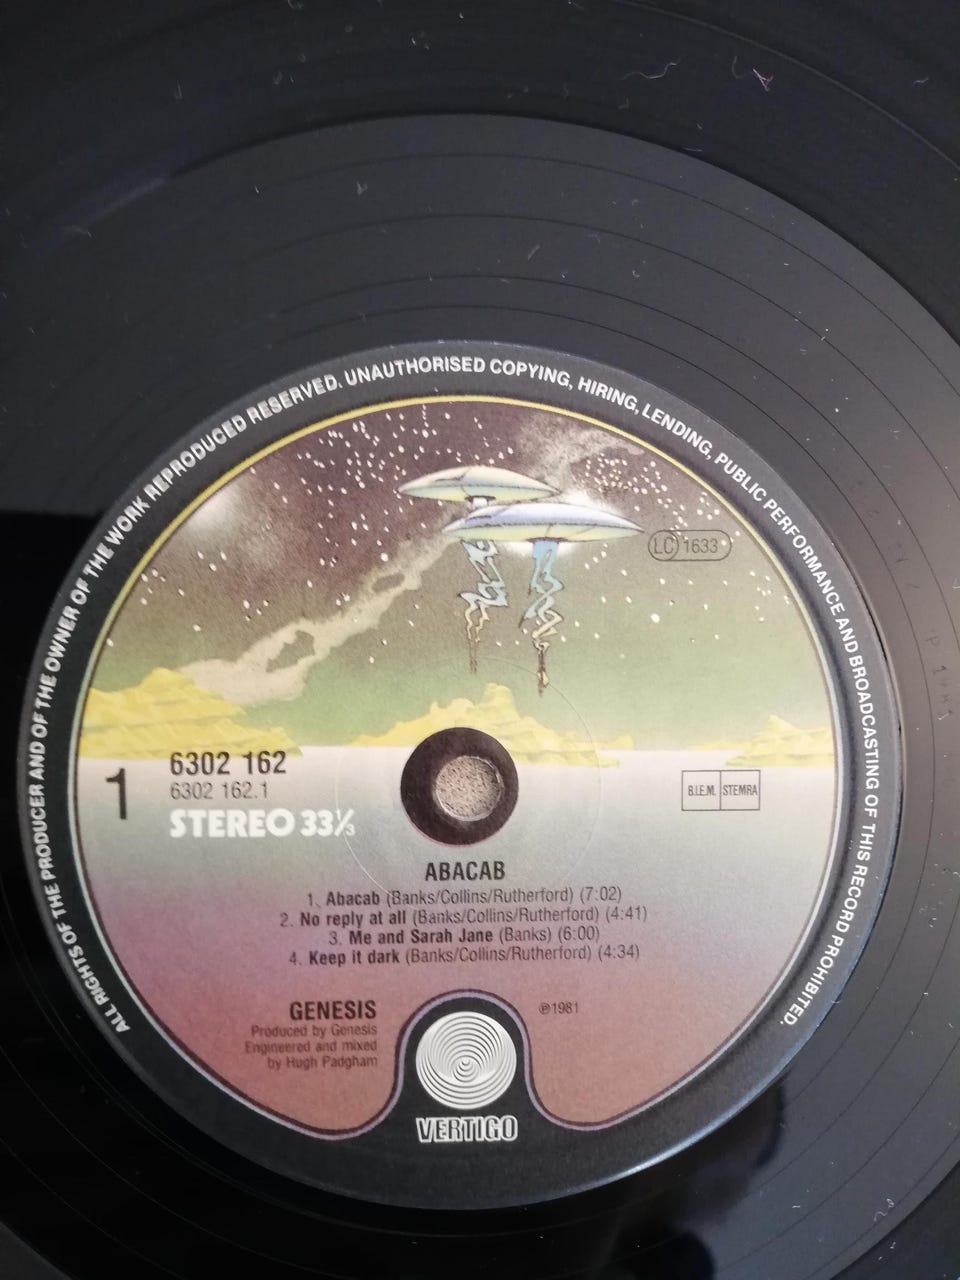 ALL RIGHTS OF THE PRODUCER AND OF THE OWNER OF THE WORK REPRODUCED RESERVED. UNAUTHORISED COPYING, HIRING, LENDING, PUBLIC PERFORMANCE AND BROADCASTING OF THIS RECORD PROHIBITED.
LC 1633
1
6302 162
6302 162.1
STEREO 33⅓
B.I.E.M. STEMRA
ABACAB
1. Abacab (Banks/Collins/Rutherford) (7:02)
2. No reply at all (Banks/Collins/Rutherford) (4:41)
3. Me and Sarah Jane (Banks) (6:00)
4. Keep it dark (Banks/Collins/Rutherford) (4:34)
GENESIS
℗1981
Produced by Genesis
Engineered and mixed
by Hugh Padgham
VERTIGO